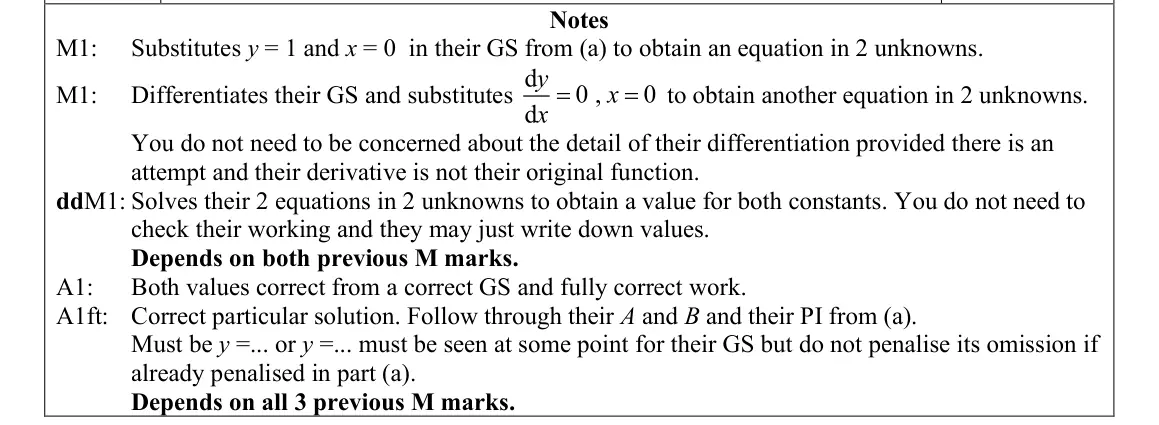 Notes
M1: Substitutes y = 1 and x = 0 in their GS from (a) to obtain an equation in 2 unknowns.
M1: Differentiates their GS and substitutes dy/dx = 0 , x = 0 to obtain another equation in 2 unknowns.
You do not need to be concerned about the detail of their differentiation provided there is an
attempt and their derivative is not their original function.
ddM1: Solves their 2 equations in 2 unknowns to obtain a value for both constants. You do not need to
check their working and they may just write down values.
Depends on both previous M marks.
A1: Both values correct from a correct GS and fully correct work.
A1ft: Correct particular solution. Follow through their A and B and their PI from (a).
Must be y =... or y =... must be seen at some point for their GS but do not penalise its omission if
already penalised in part (a).
Depends on all 3 previous M marks.